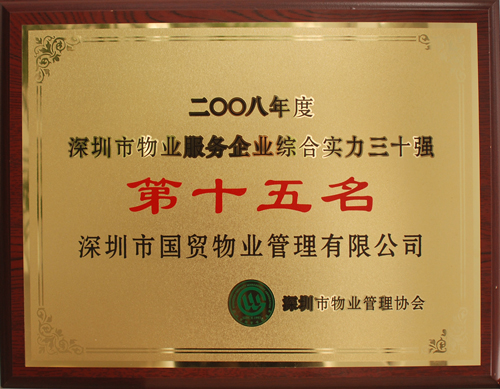 二〇〇八年度
深圳市物业服务企业综合实力三十强
第十五名
深圳市国贸物业管理有限公司
深圳市物业管理协会